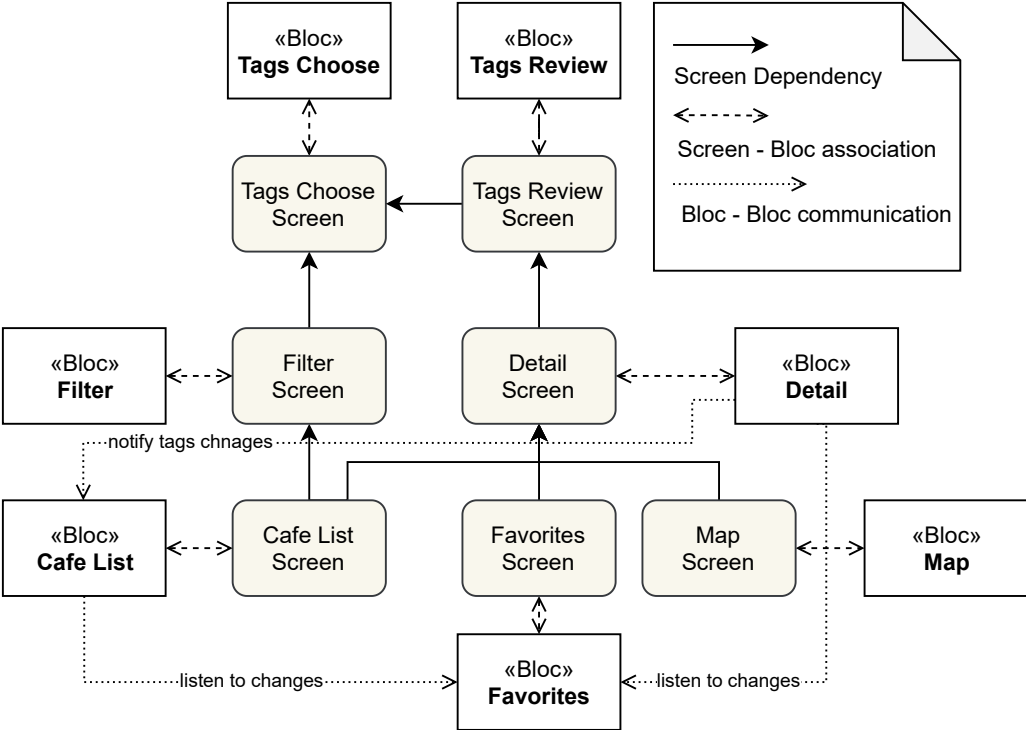 «Bloc»
Tags Choose
«Bloc»
Tags Review
Screen Dependency
Screen - Bloc association
Bloc - Bloc communication
Tags Choose
Screen
Tags Review
Screen
«Bloc»
Filter
Filter
Screen
Detail
Screen
«Bloc»
Detail
notify tags chnages
«Bloc»
Cafe List
Cafe List
Screen
Favorites
Screen
Map
Screen
«Bloc»
Map
listen to changes
«Bloc»
Favorites
listen to changes